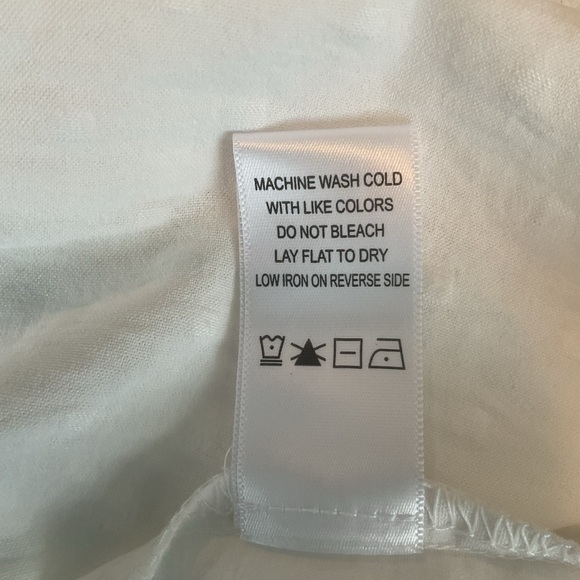 MACHINE WASH COLD
WITH LIKE COLORS
DO NOT BLEACH
LAY FLAT TO DRY
LOW IRON ON REVERSE SIDE